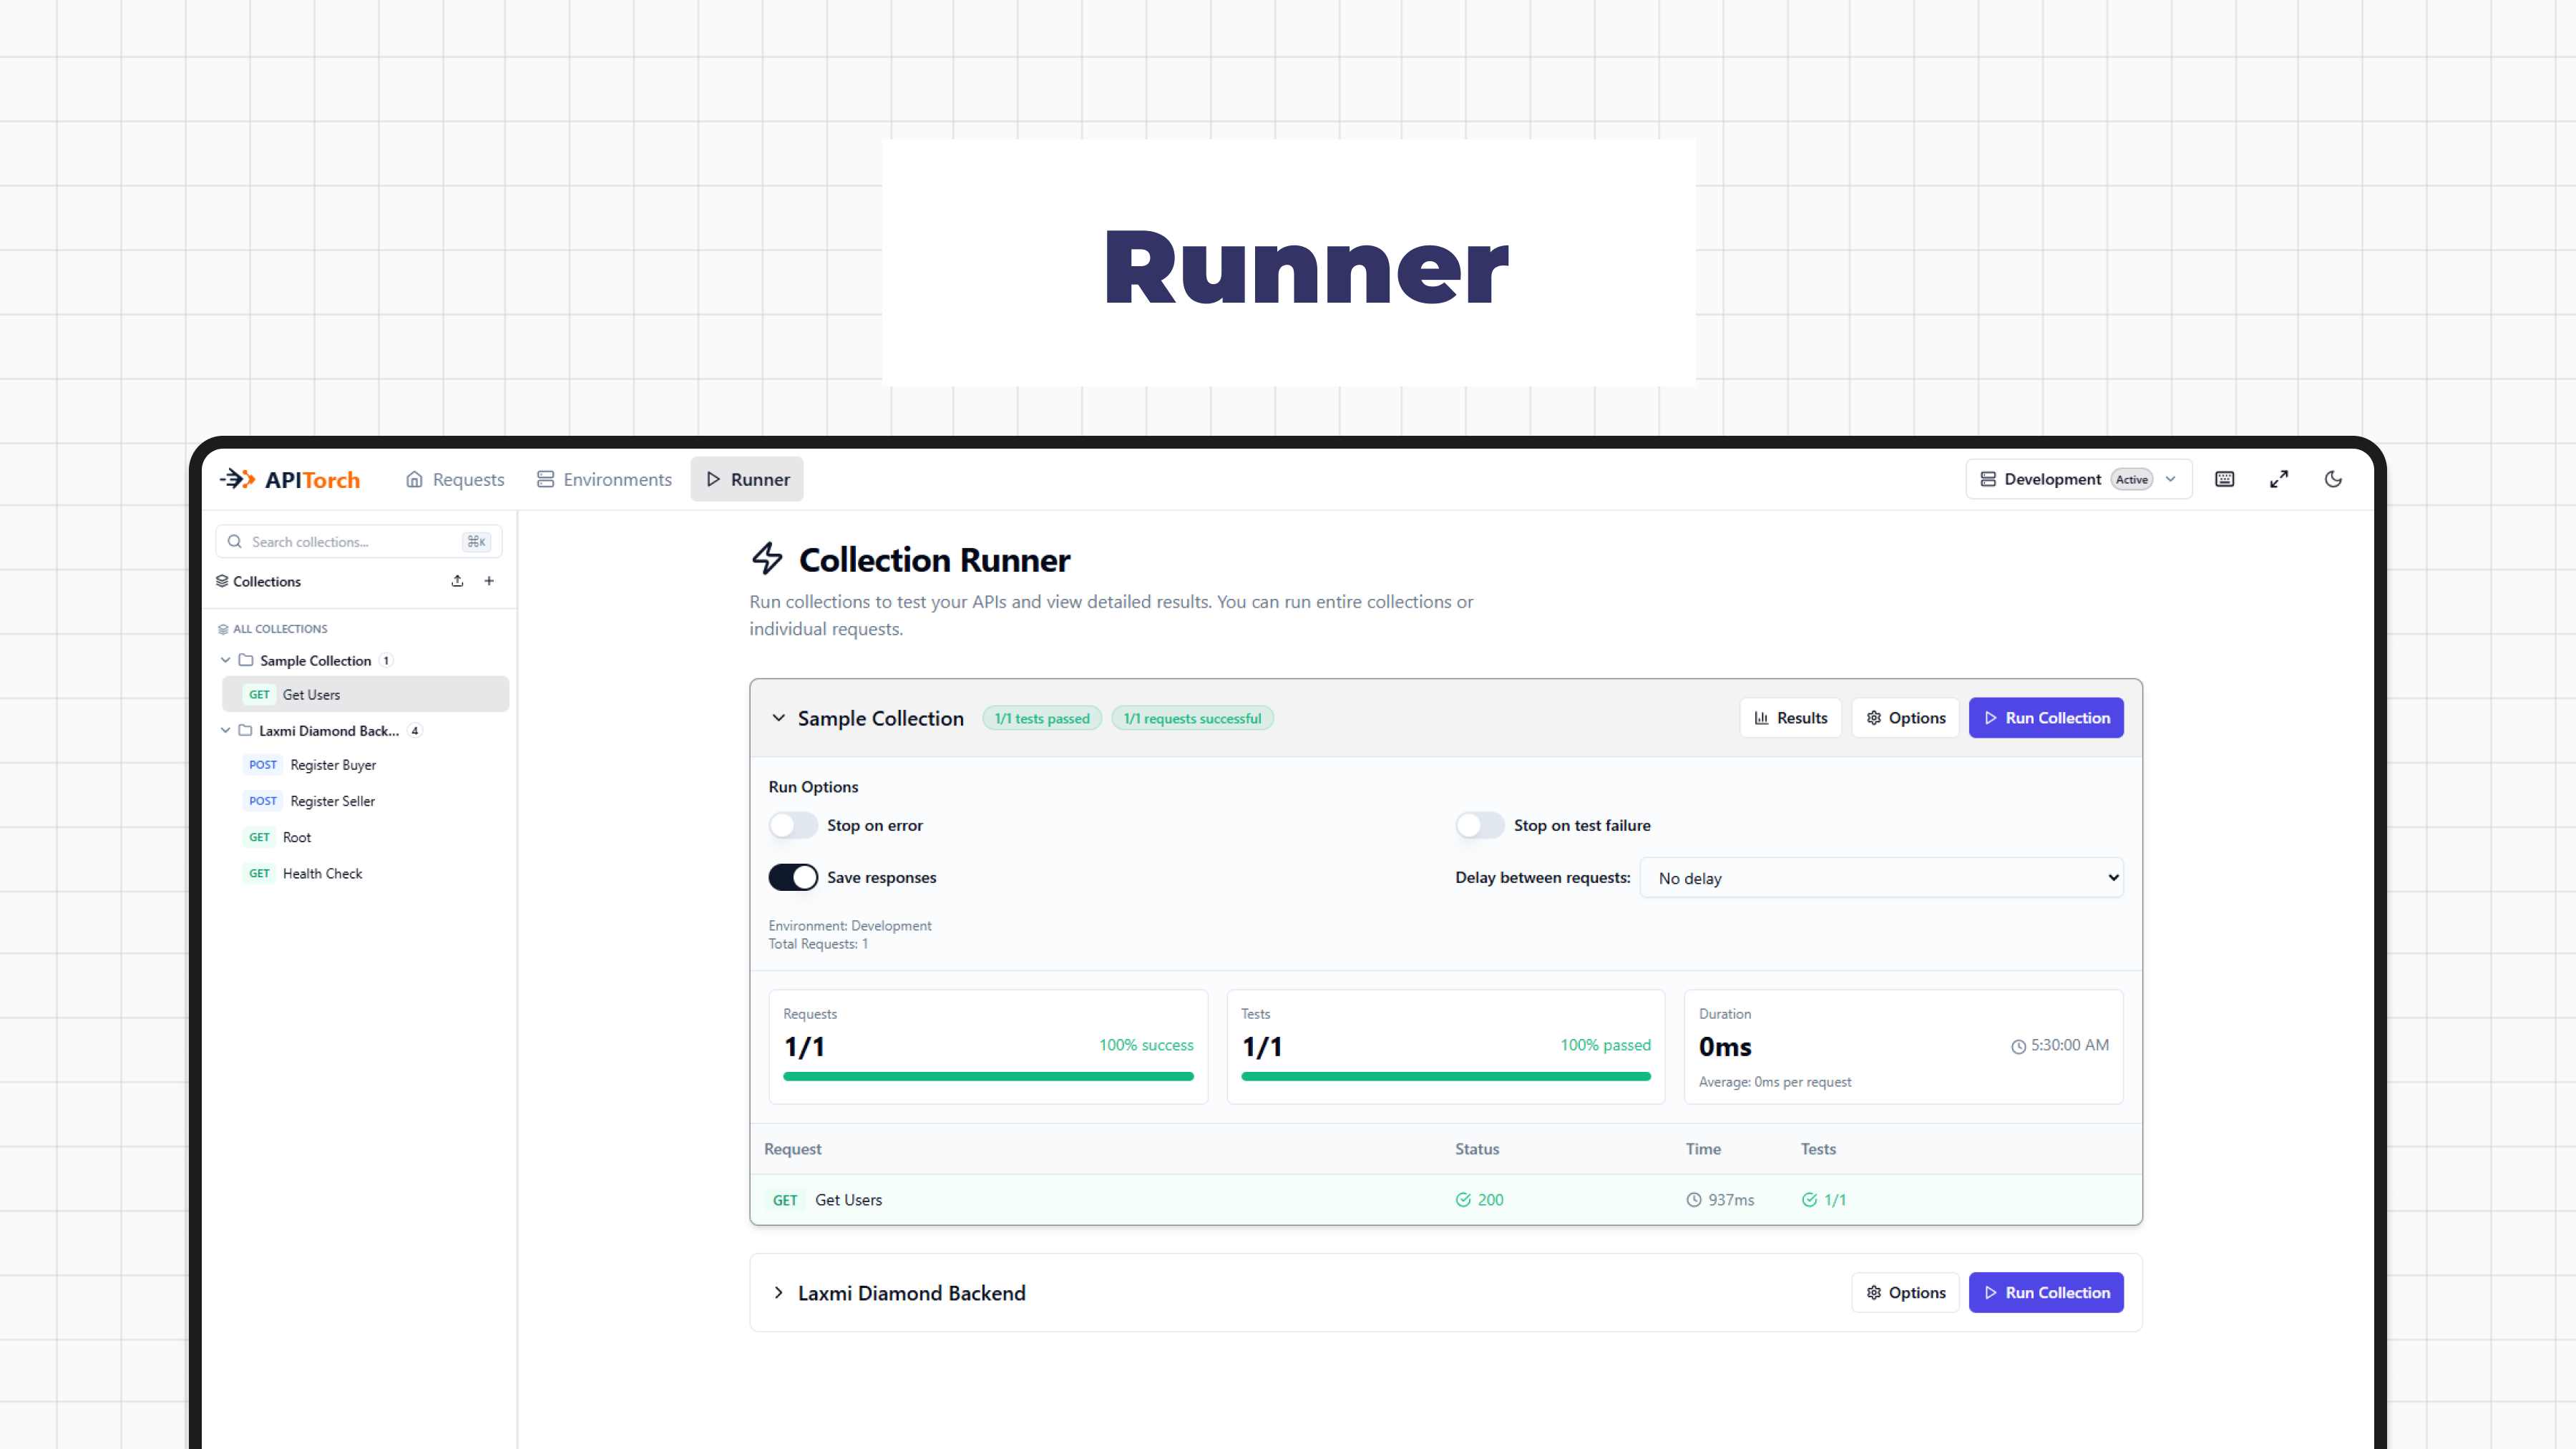 Runner
APITorch
Requests
Environments
Runner
Development Active
Search collections... ⌘K
Collections
ALL COLLECTIONS
Sample Collection 1
GET Get Users
Laxmi Diamond Back... 4
POST Register Buyer
POST Register Seller
GET Root
GET Health Check
Collection Runner
Run collections to test your APIs and view detailed results. You can run entire collections or
individual requests.
Sample Collection 1/1 tests passed 1/1 requests successful Results Options Run Collection
Run Options
Stop on error Stop on test failure
Save responses Delay between requests: No delay
Environment: Development
Total Requests: 1
Requests
1/1 100% success
Tests
1/1 100% passed
Duration
0ms 5:30:00 AM
Average: 0ms per request
Request Status Time Tests
GET Get Users 200 937ms 1/1
Laxmi Diamond Backend Options Run Collection